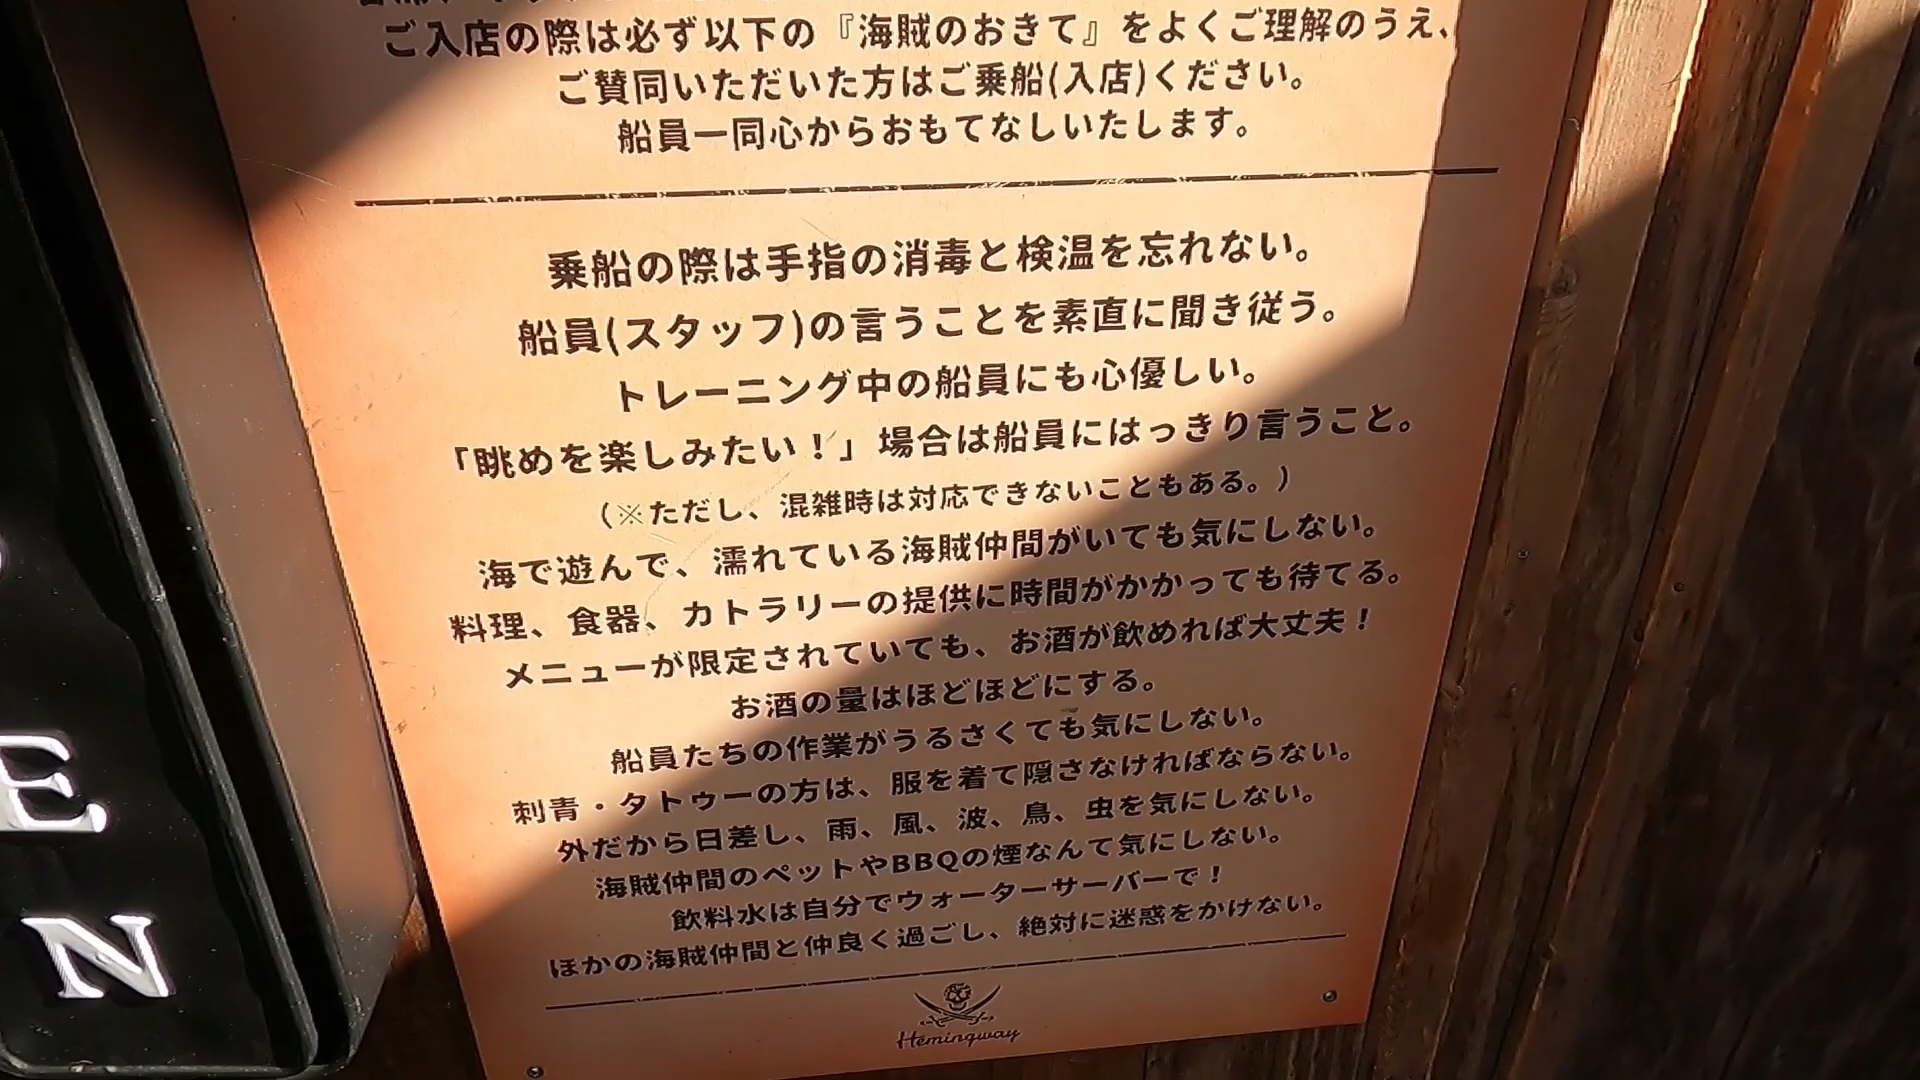 ご入店の際は必ず以下の『海賊のおきて』をよくご理解のうえ、
ご賛同いただいた方はご乗船(入店)ください。
船員一同心からおもてなしいたします。
乗船の際は手指の消毒と検温を忘れない。
船員(スタッフ)の言うことを素直に聞き従う。
トレーニング中の船員にも心優しい。
「眺めを楽しみたい！」場合は船員にはっきり言うこと。
（※ただし、混雑時は対応できないこともある。）
海で遊んで、濡れている海賊仲間がいても気にしない。
料理、食器、カトラリーの提供に時間がかかっても待てる。
メニューが限定されていても、お酒が飲めれば大丈夫！
お酒の量はほどほどにする。
船員たちの作業がうるさくても気にしない。
刺青・タトゥーの方は、服を着て隠さなければならない。
外だから日差し、雨、風、波、鳥、虫を気にしない。
海賊仲間のペットやBBQの煙なんて気にしない。
飲料水は自分でウォーターサーバーで！
ほかの海賊仲間と仲良く過ごし、絶対に迷惑をかけない。
Hemingway
E
N